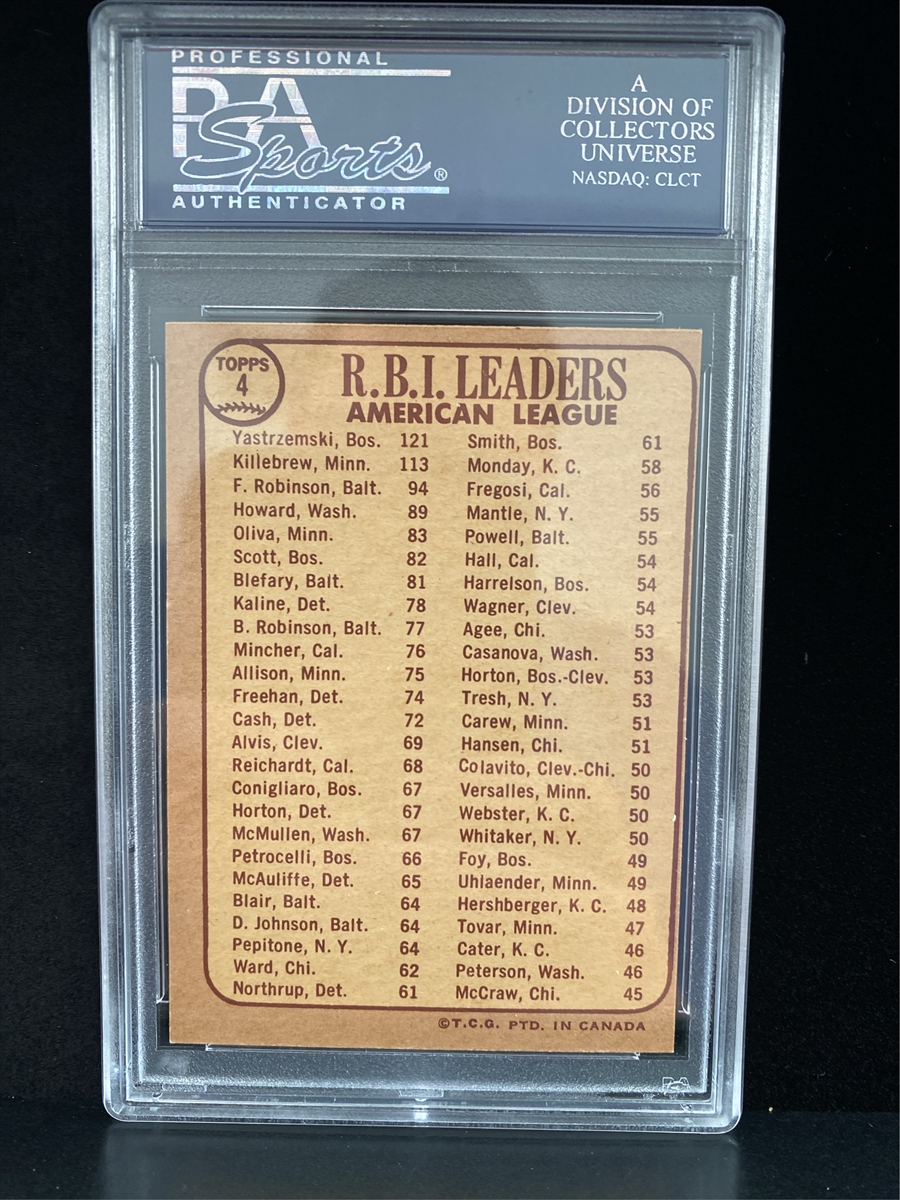 PROFESSIONAL
PSA
Sports®
AUTHENTICATOR
A
DIVISION OF
COLLECTORS
UNIVERSE
NASDAQ: CLCT
TOPPS
4
R.B.I. LEADERS
AMERICAN LEAGUE
Yastrzemski, Bos. 121
Killebrew, Minn. 113
F. Robinson, Balt. 94
Howard, Wash. 89
Oliva, Minn. 83
Scott, Bos. 82
Blefary, Balt. 81
Kaline, Det. 78
B. Robinson, Balt. 77
Mincher, Cal. 76
Allison, Minn. 75
Freehan, Det. 74
Cash, Det. 72
Alvis, Clev. 69
Reichardt, Cal. 68
Conigliaro, Bos. 67
Horton, Det. 67
McMullen, Wash. 67
Petrocelli, Bos. 66
McAuliffe, Det. 65
Blair, Balt. 64
D. Johnson, Balt. 64
Pepitone, N. Y. 64
Ward, Chi. 62
Northrup, Det. 61
Smith, Bos. 61
Monday, K. C. 58
Fregosi, Cal. 56
Mantle, N. Y. 55
Powell, Balt. 55
Hall, Cal. 54
Harrelson, Bos. 54
Wagner, Clev. 54
Agee, Chi. 53
Casanova, Wash. 53
Horton, Bos.-Clev. 53
Tresh, N. Y. 53
Carew, Minn. 51
Hansen, Chi. 51
Colavito, Clev.-Chi. 50
Versalles, Minn. 50
Webster, K. C. 50
Whitaker, N. Y. 50
Foy, Bos. 49
Uhlaender, Minn. 49
Hershberger, K. C. 48
Tovar, Minn. 47
Cater, K. C. 46
Peterson, Wash. 46
McCraw, Chi. 45
©T.C.G. PTD. IN CANADA
PSA